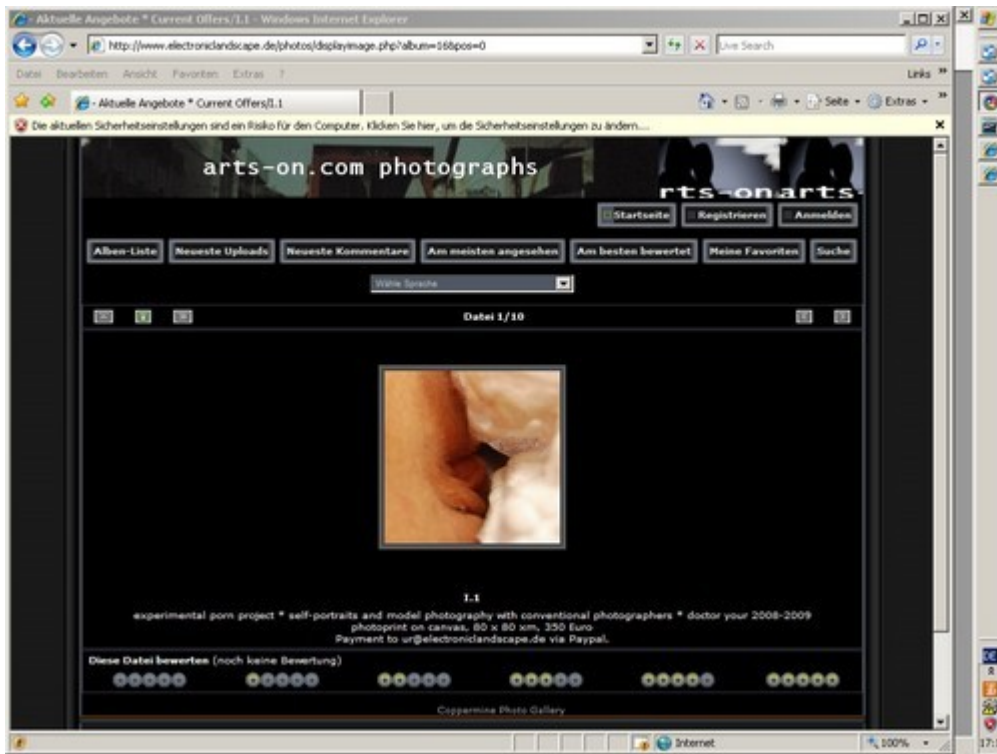 - Aktuelle Angebote * Current Offers/I.1 - Windows Internet Explorer
http://www.electroniclandscape.de/photos/displayimage.php?album=16&pos=0
Live Search
Datei Bearbeiten Ansicht Favoriten Extras ?
Links »
- Aktuelle Angebote * Current Offers/I.1
Seite Extras »
Die aktuellen Sicherheitseinstellungen sind ein Risiko für den Computer. Klicken Sie hier, um die Sicherheitseinstellungen zu ändern....
arts-on.com photographs
rts-onarts-
Startseite Registrieren Anmelden
Alben-Liste Neueste Uploads Neueste Kommentare Am meisten angesehen Am besten bewertet Meine Favoriten Suche
Wähle Sprache
Datei 1/10
I.1
experimental porn project * self-portraits and model photography with conventional photographers * doctor your 2008-2009
photoprint on canvas, 80 x 80 xm, 350 Euro
Payment to ur@electroniclandscape.de via Paypal.
Diese Datei bewerten (noch keine Bewertung)
Coppermine Photo Gallery
Internet
100%
DE